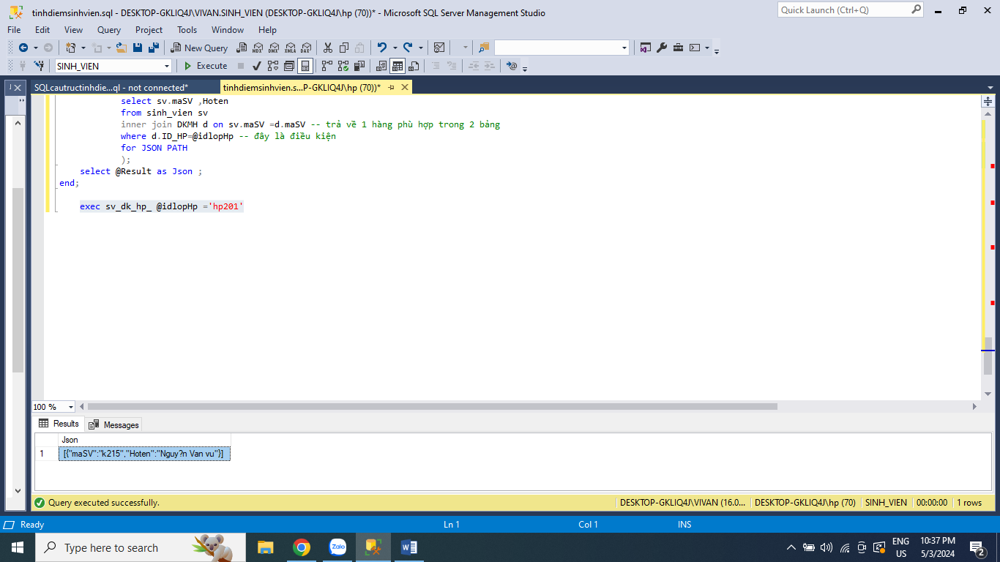 tinhdiemsinhvien.sql - DESKTOP-GKLIQ4J\VIVAN.SINH_VIEN (DESKTOP-GKLIQ4J\hp (70))* - Microsoft SQL Server Management Studio
Quick Launch (Ctrl+Q)
File Edit View Query Project Tools Window Help
New Query
MDX DMX XMLA DAX
SINH_VIEN
Execute
SQLcautructinhdie...ql - not connected*
tinhdiemsinhvien.s...P-GKLIQ4J\hp (70))*
select sv.maSV ,Hoten
from sinh_vien sv
inner join DKMH d on sv.maSV =d.maSV -- trả về 1 hàng phù hợp trong 2 bảng
where d.ID_HP=@idlopHp -- đây là điều kiện
for JSON PATH
);
select @Result as Json ;
end;
exec sv_dk_hp_ @idlopHp ='hp201'
100 %
Results Messages
Json
1 [{"maSV":"k215","Hoten":"Nguy?n Van vu"}]
Query executed successfully.
DESKTOP-GKLIQ4J\VIVAN (16.0... DESKTOP-GKLIQ4J\hp (70) SINH_VIEN 00:00:00 1 rows
Ready Ln 1 Col 1 INS
Type here to search
Zalo
W
ENG
US
10:37 PM
5/3/2024
2